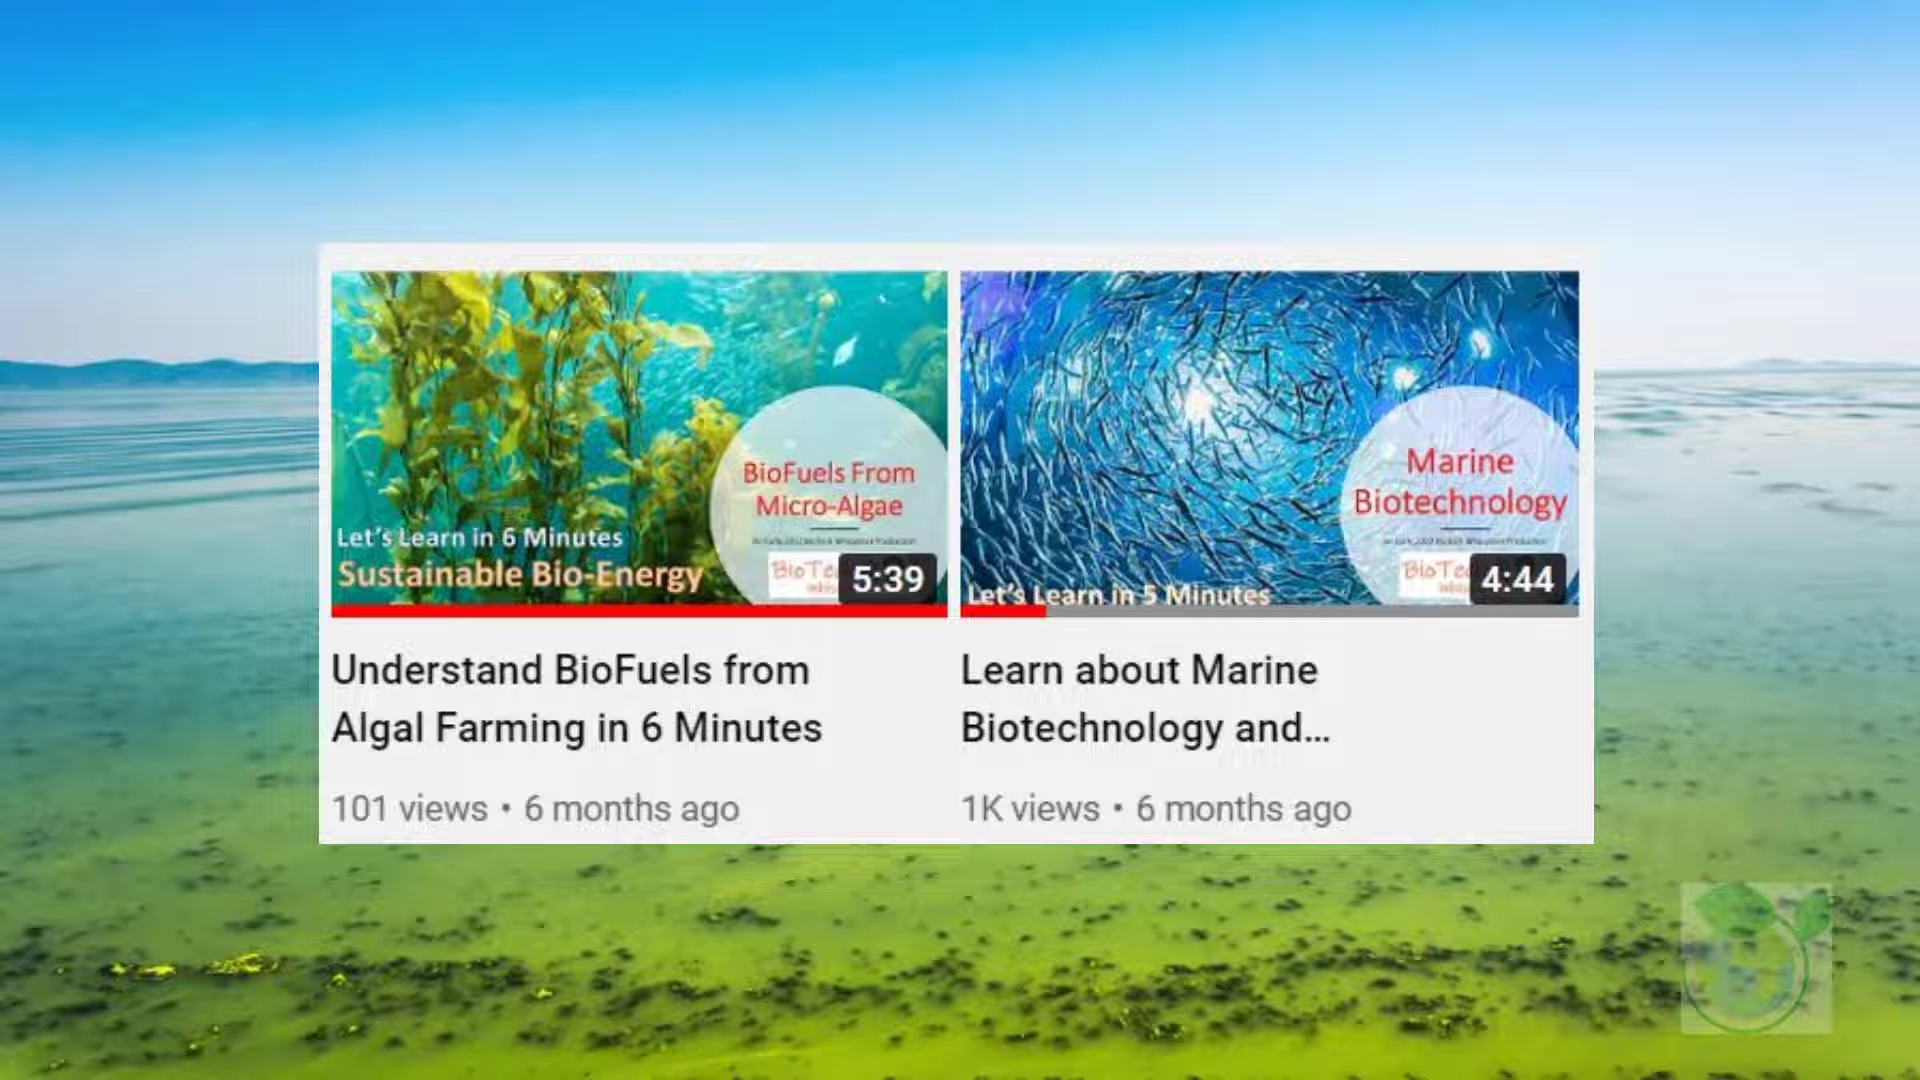 Let's Learn in 6 Minutes
Sustainable Bio-Energy
BioFuels From
Micro-Algae
5:39
Understand BioFuels from
Algal Farming in 6 Minutes
101 views • 6 months ago
Let's Learn in 5 Minutes
Marine
Biotechnology
4:44
Learn about Marine
Biotechnology and...
1K views • 6 months ago